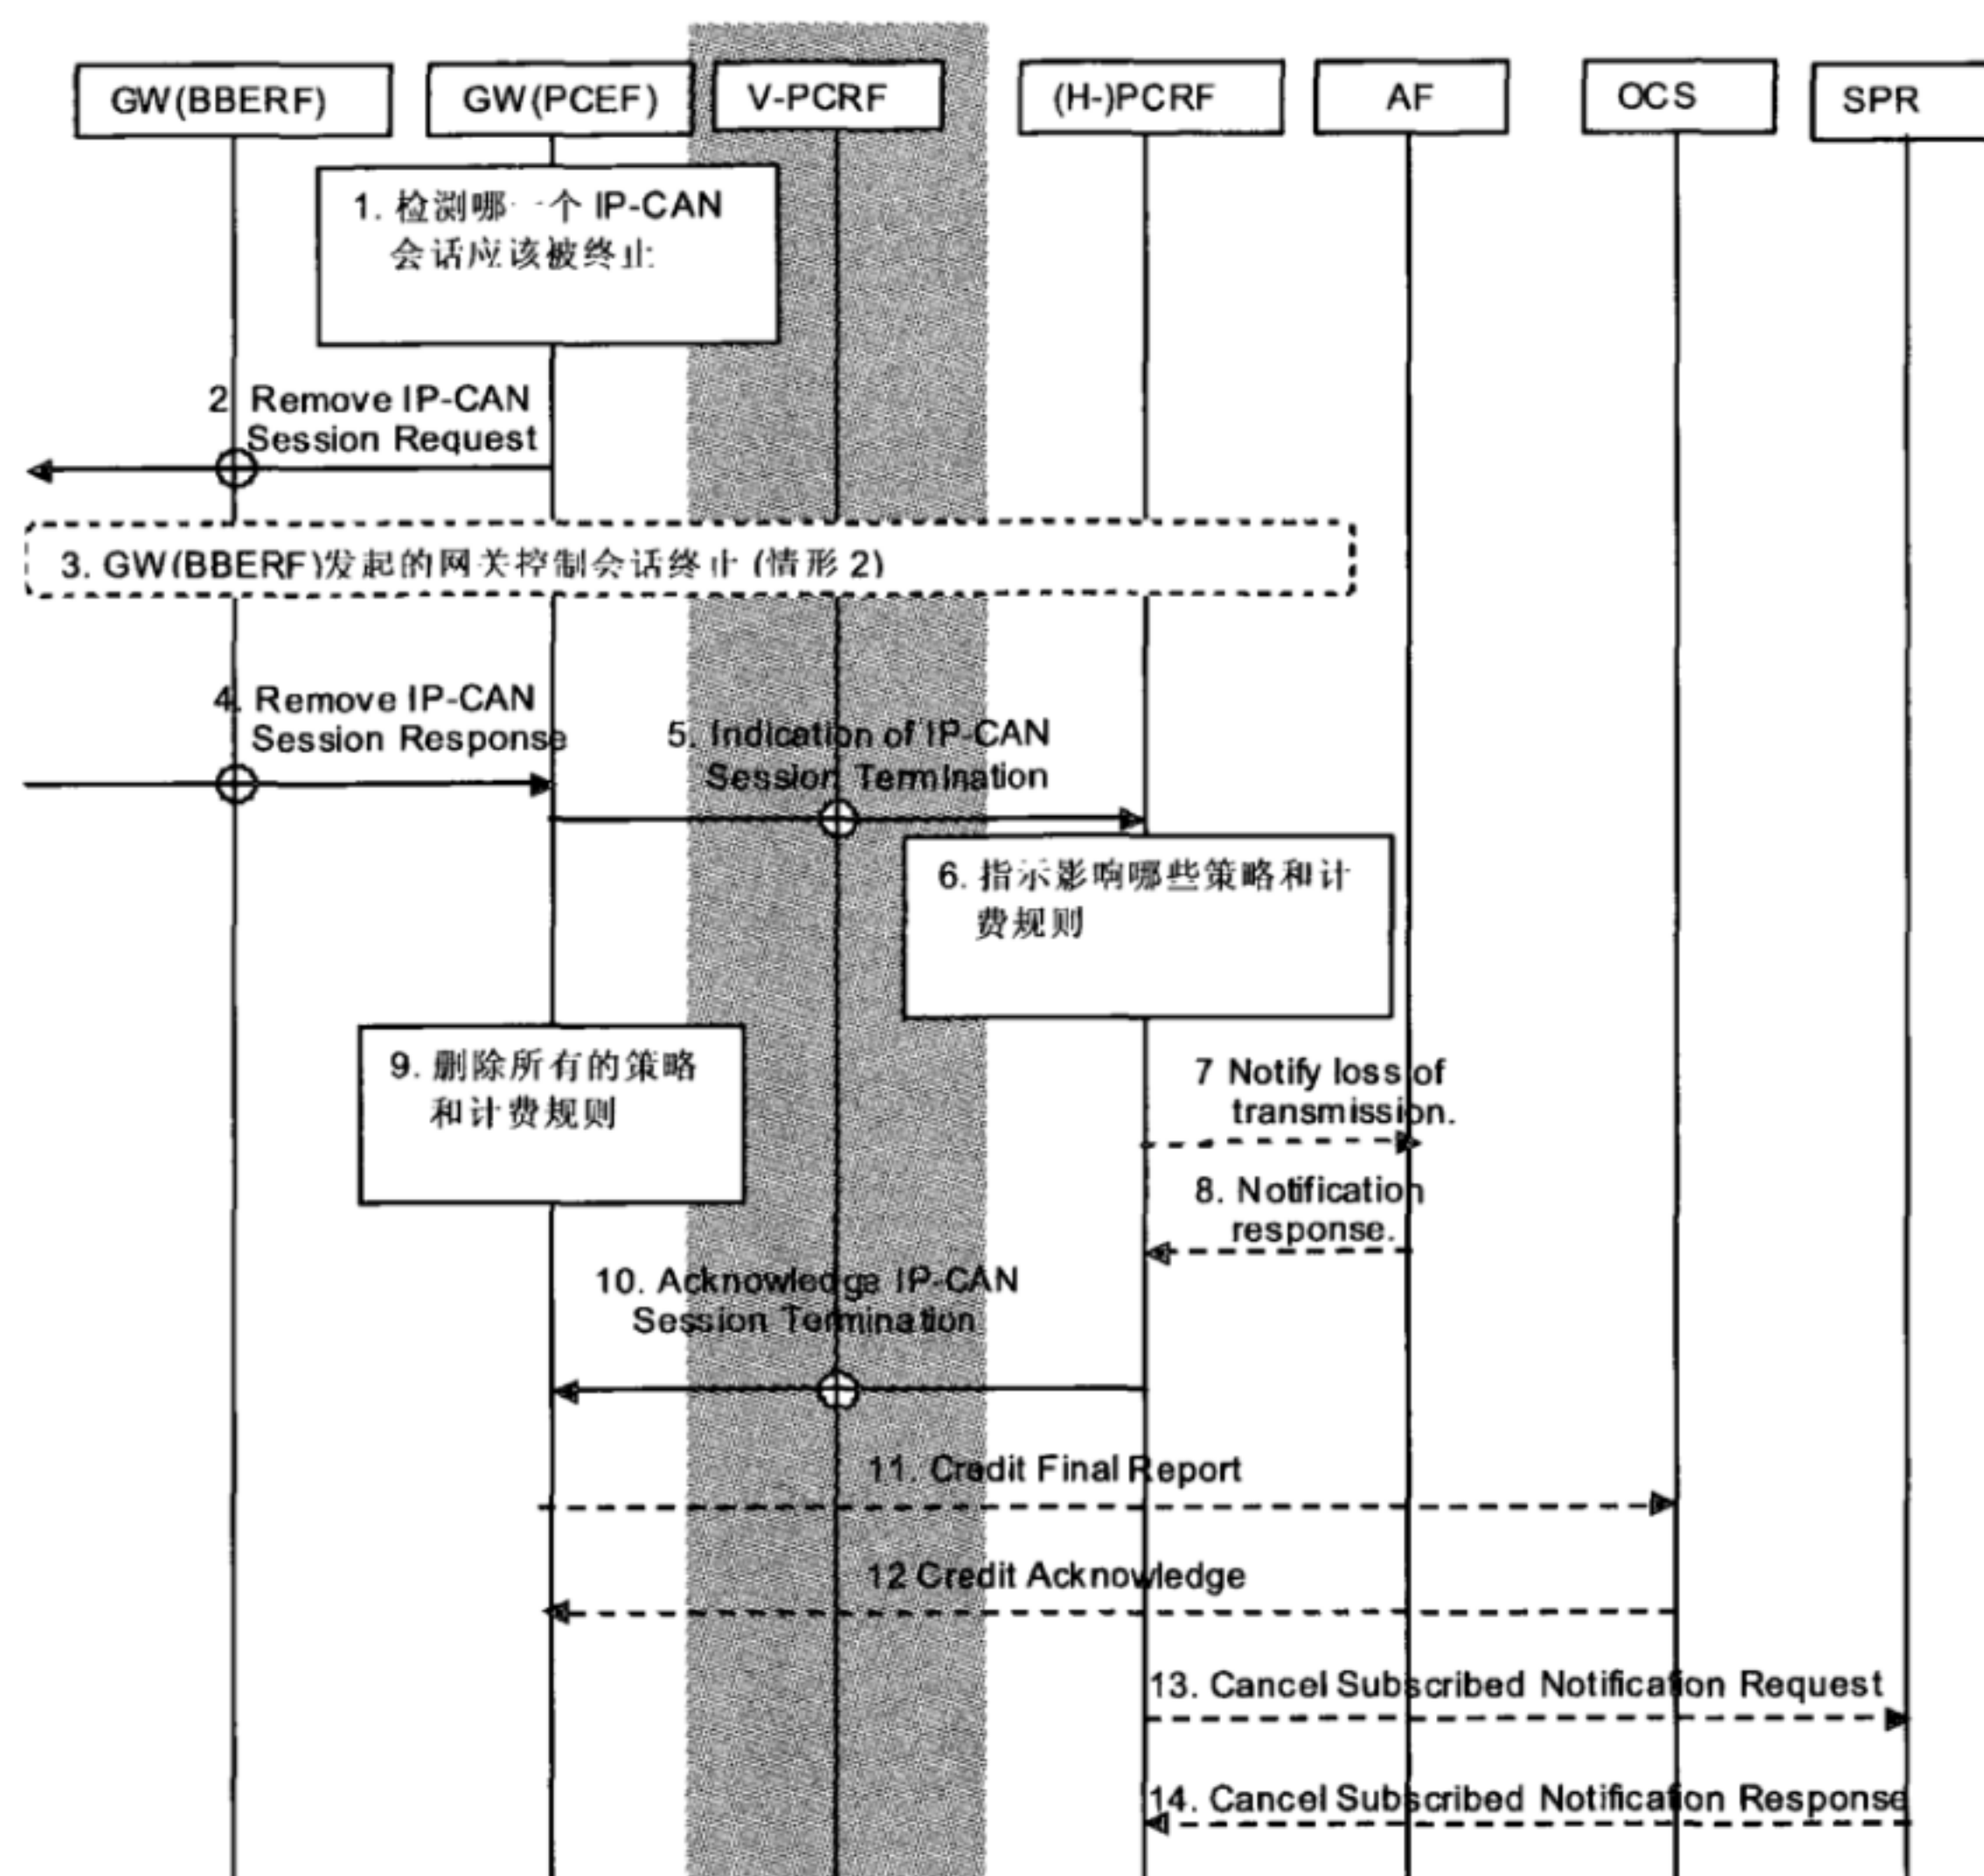 GW(BBERF)
GW(PCEF)
V-PCRF
(H-)PCRF
AF
OCS
SPR
1. 检测哪一个 IP-CAN
会话应该被终止
2 Remove IP-CAN
Session Request
3. GW(BBERF)发起的网关控制会话终止 (情形 2)
4. Remove IP-CAN
Session Response
5. Indication of IP-CAN
Session Termination
6. 指示影响哪些策略和计
费规则
9. 删除所有的策略
和计费规则
7 Notify loss of
transmission.
8. Notification
response.
10. Acknowledge IP-CAN
Session Termination
11. Credit Final Report
12 Credit Acknowledge
13. Cancel Subscribed Notification Request
14. Cancel Subscribed Notification Response